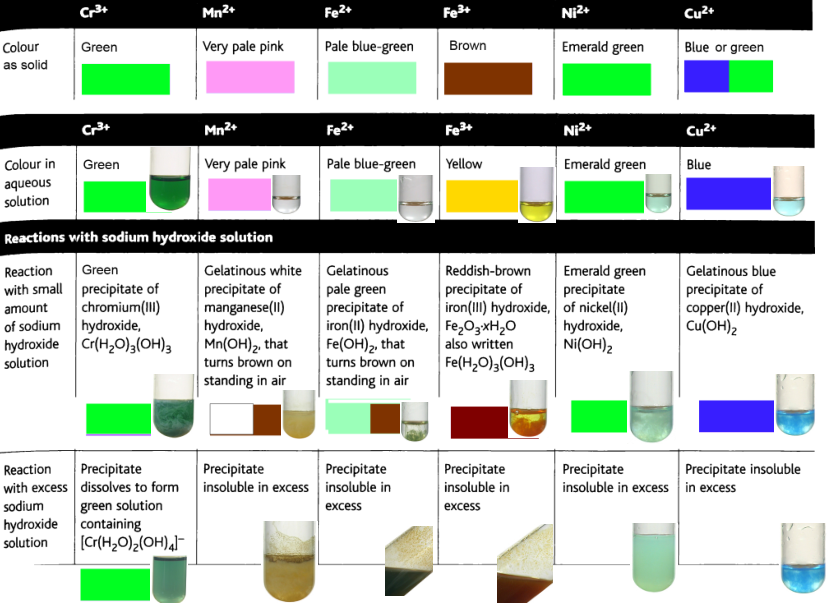 Cr³⁺ Mn²⁺ Fe²⁺ Fe³⁺ Ni²⁺ Cu²⁺
Colour
as solid
Green
Very pale pink
Pale blue-green
Brown
Emerald green
Blue or green
Cr³⁺ Mn²⁺ Fe²⁺ Fe³⁺ Ni²⁺ Cu²⁺
Colour in
aqueous
solution
Green
Very pale pink
Pale blue-green
Yellow
Emerald green
Blue
Reactions with sodium hydroxide solution
Reaction
with small
amount
of sodium
hydroxide
solution
Green
precipitate of
chromium(III)
hydroxide,
Cr(H₂O)₃(OH)₃
Gelatinous white
precipitate of
manganese(II)
hydroxide,
Mn(OH)₂, that
turns brown on
standing in air
Gelatinous
pale green
precipitate of
iron(II) hydroxide,
Fe(OH)₂, that
turns brown on
standing in air
Reddish-brown
precipitate of
iron(III) hydroxide,
Fe₂O₃·xH₂O
also written
Fe(H₂O)₃(OH)₃
Emerald green
precipitate
of nickel(II)
hydroxide,
Ni(OH)₂
Gelatinous blue
precipitate of
copper(II) hydroxide,
Cu(OH)₂
Reaction
with excess
sodium
hydroxide
solution
Precipitate
dissolves to form
green solution
containing
[Cr(H₂O)₂(OH)₄]⁻
Precipitate
insoluble in excess
Precipitate
insoluble in
excess
Precipitate
insoluble in
excess
Precipitate
insoluble in excess
Precipitate insoluble
in excess